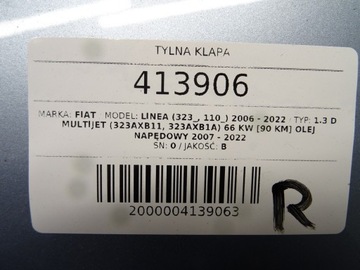 TYLNA KLAPA
413906
MARKA: FIAT MODEL: LINEA (323_, 110_) 2006 - 2022 TYP: 1.3 D
MULTIJET (323AXB11, 323AXB1A) 66 KW [90 KM] OLEJ
NAPĘDOWY 2007 - 2022
SN: 0 / JAKOŚĆ: B
2000004139063
R